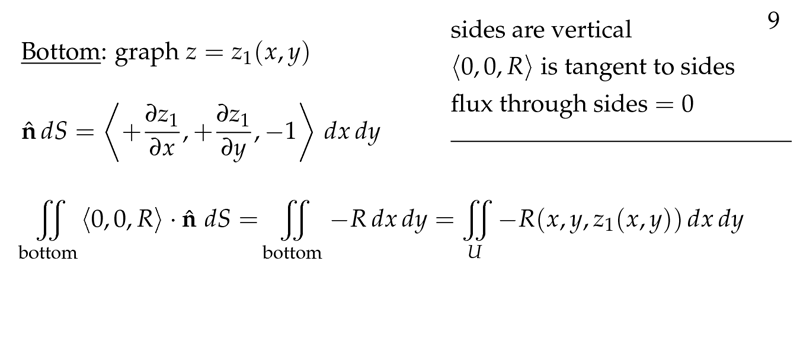 9
Bottom: graph z = z₁(x, y)
n̂ dS = ⟨+∂z₁/∂x, +∂z₁/∂y, −1⟩ dx dy
sides are vertical
⟨0, 0, R⟩ is tangent to sides
flux through sides = 0
∬_bottom ⟨0, 0, R⟩ · n̂ dS = ∬_bottom −R dx dy = ∬_U −R(x, y, z₁(x, y)) dx dy